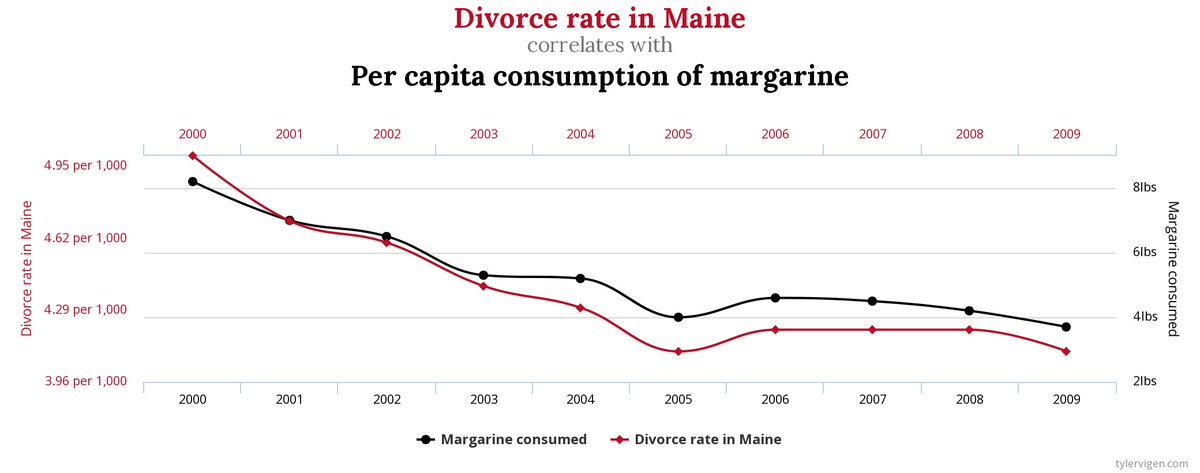 Divorce rate in Maine
correlates with
Per capita consumption of margarine
2000 2001 2002 2003 2004 2005 2006 2007 2008 2009
Divorce rate in Maine
4.95 per 1,000
4.62 per 1,000
4.29 per 1,000
3.96 per 1,000
8lbs
6lbs
4lbs
2lbs
Margarine consumed
2000 2001 2002 2003 2004 2005 2006 2007 2008 2009
Margarine consumed Divorce rate in Maine
tylervigen.com